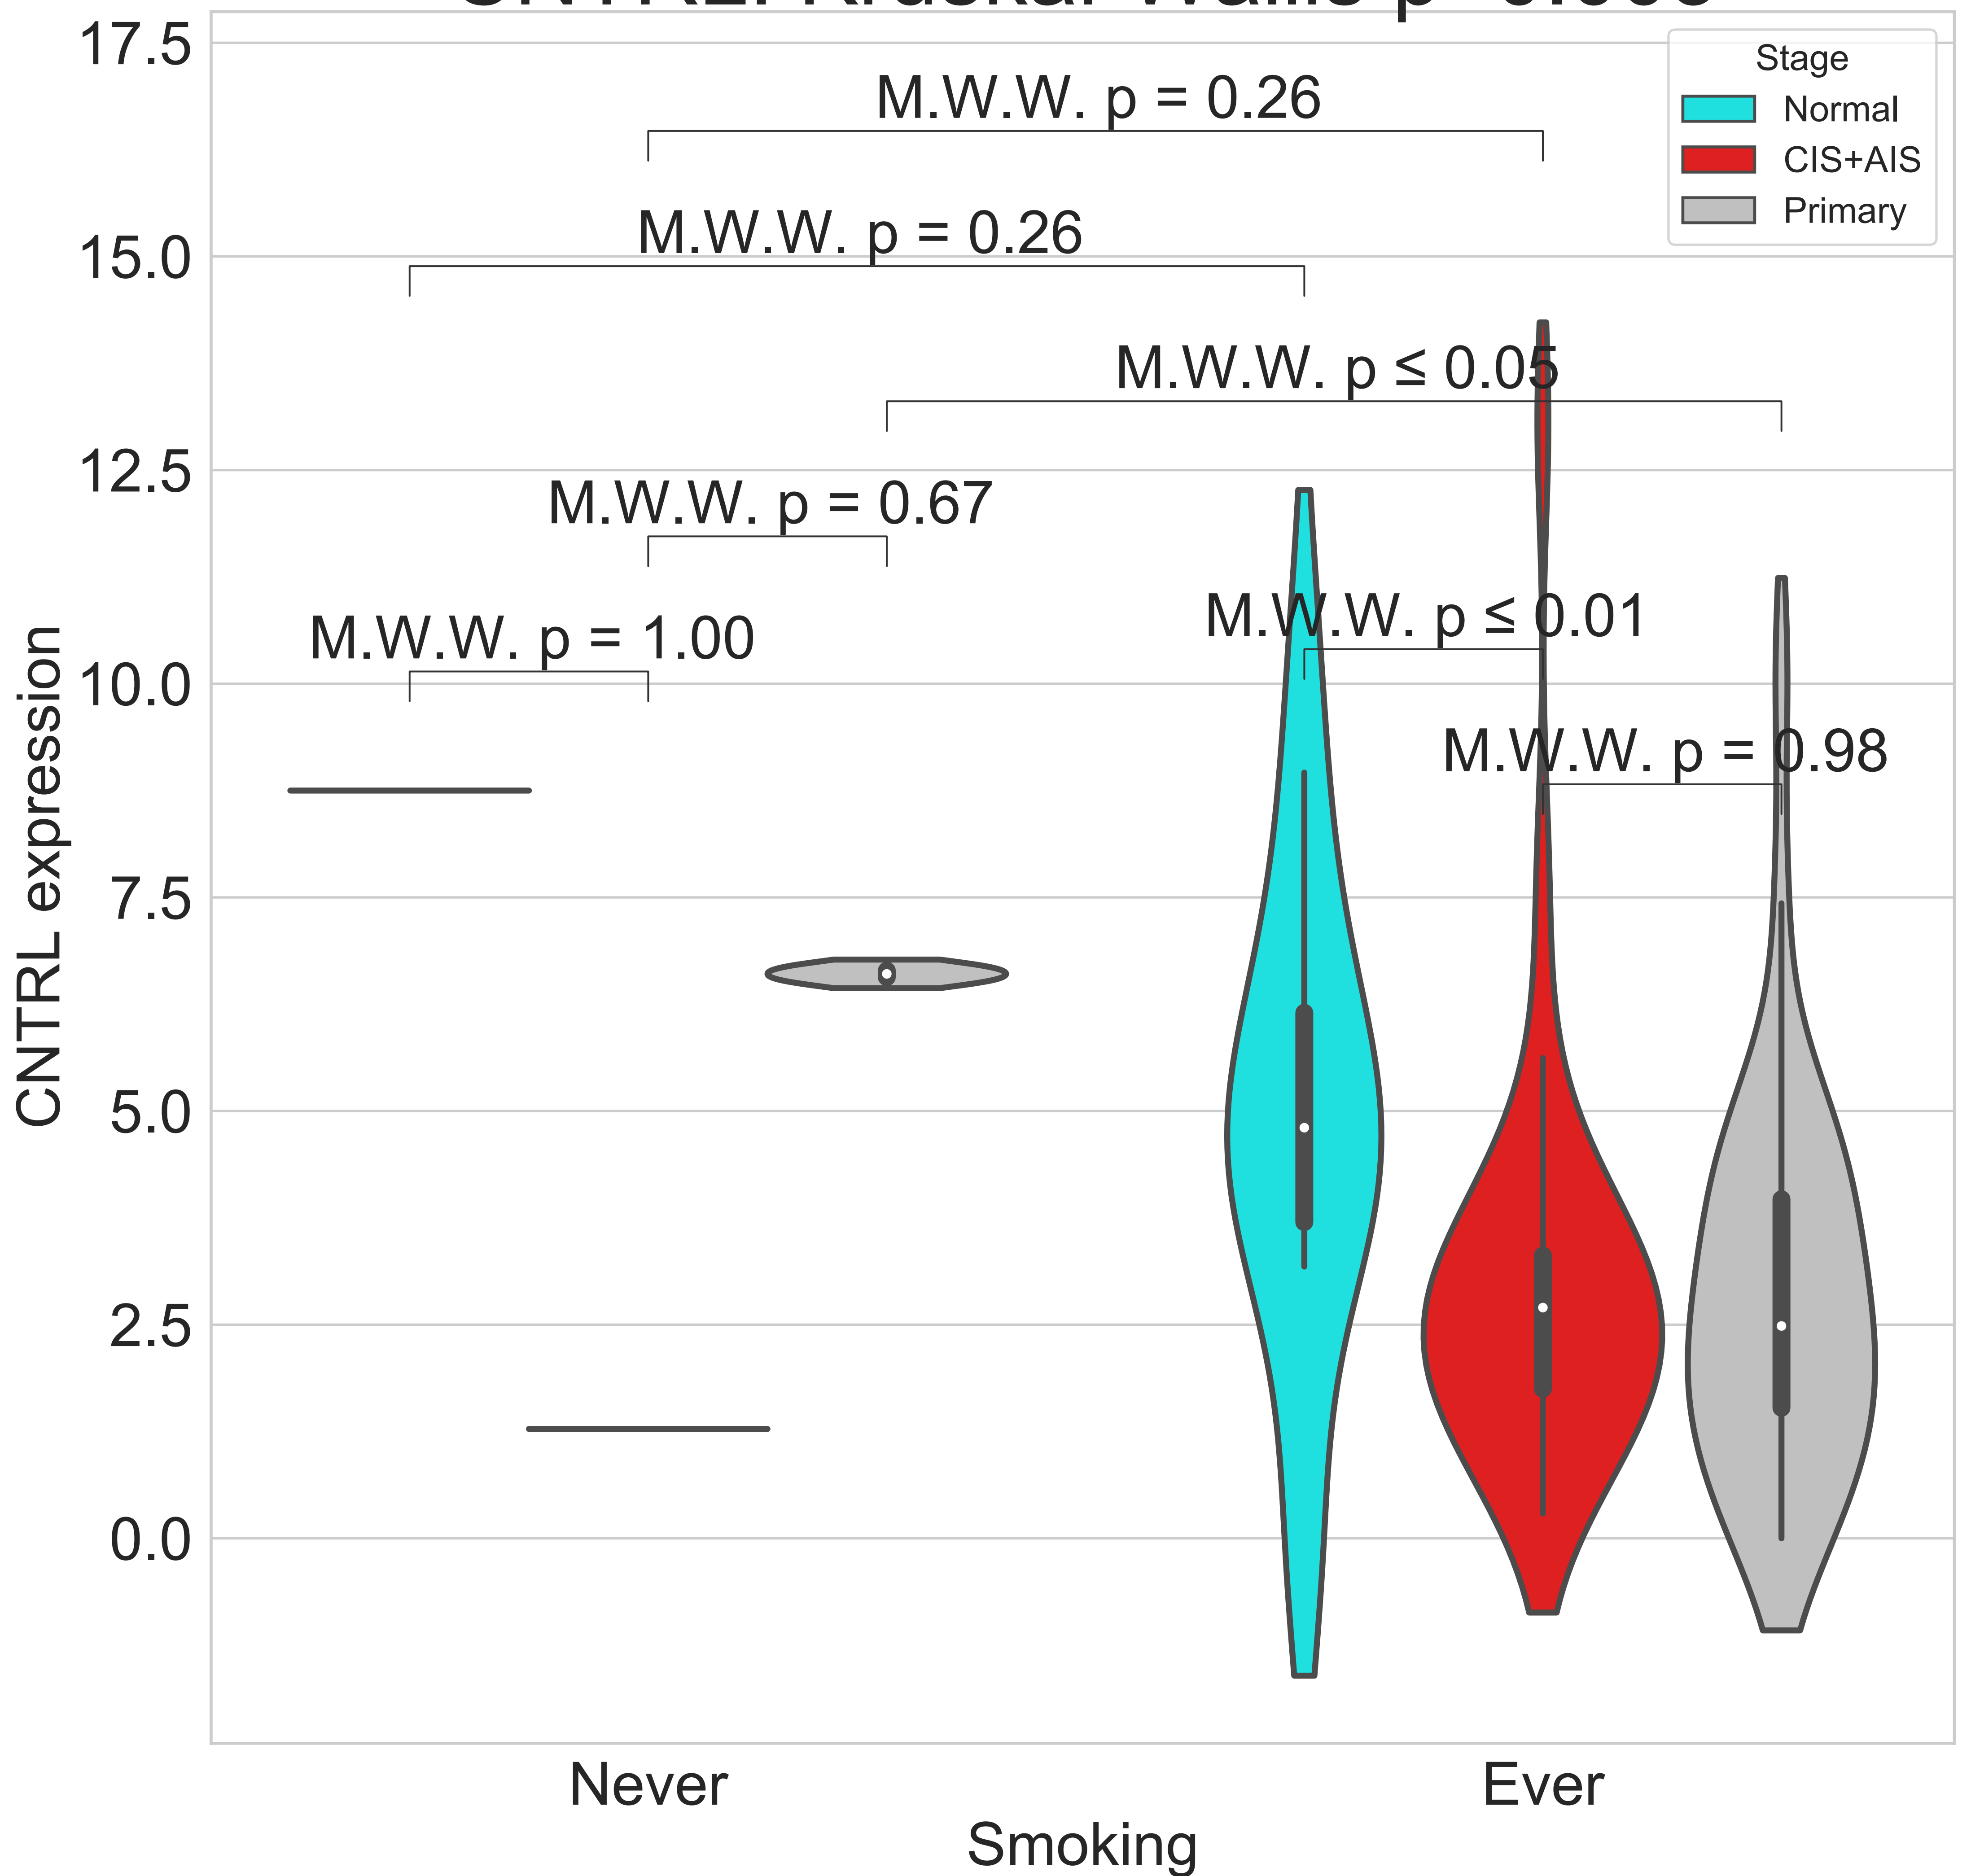 17.5
15.0
12.5
10.0
7.5
5.0
2.5
0.0
CNTRL expression
Stage
Normal
CIS+AIS
Primary
M.W.W. p = 0.26
M.W.W. p = 0.26
M.W.W. p ≤ 0.05
M.W.W. p = 0.67
M.W.W. p ≤ 0.01
M.W.W. p = 1.00
M.W.W. p = 0.98
Never
Ever
Smoking